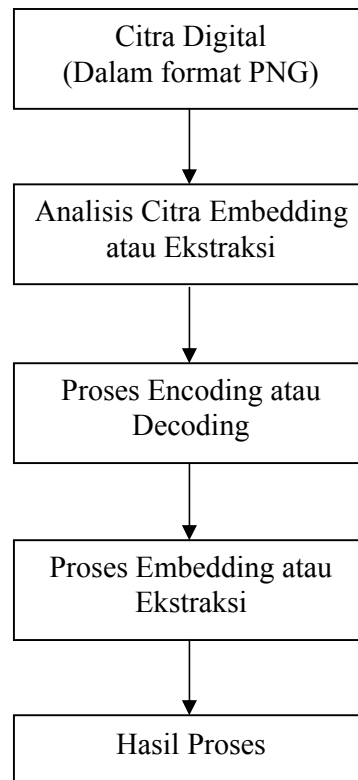 Citra Digital
(Dalam format PNG)
Analisis Citra Embedding
atau Ekstraksi
Proses Encoding atau
Decoding
Proses Embedding atau
Ekstraksi
Hasil Proses